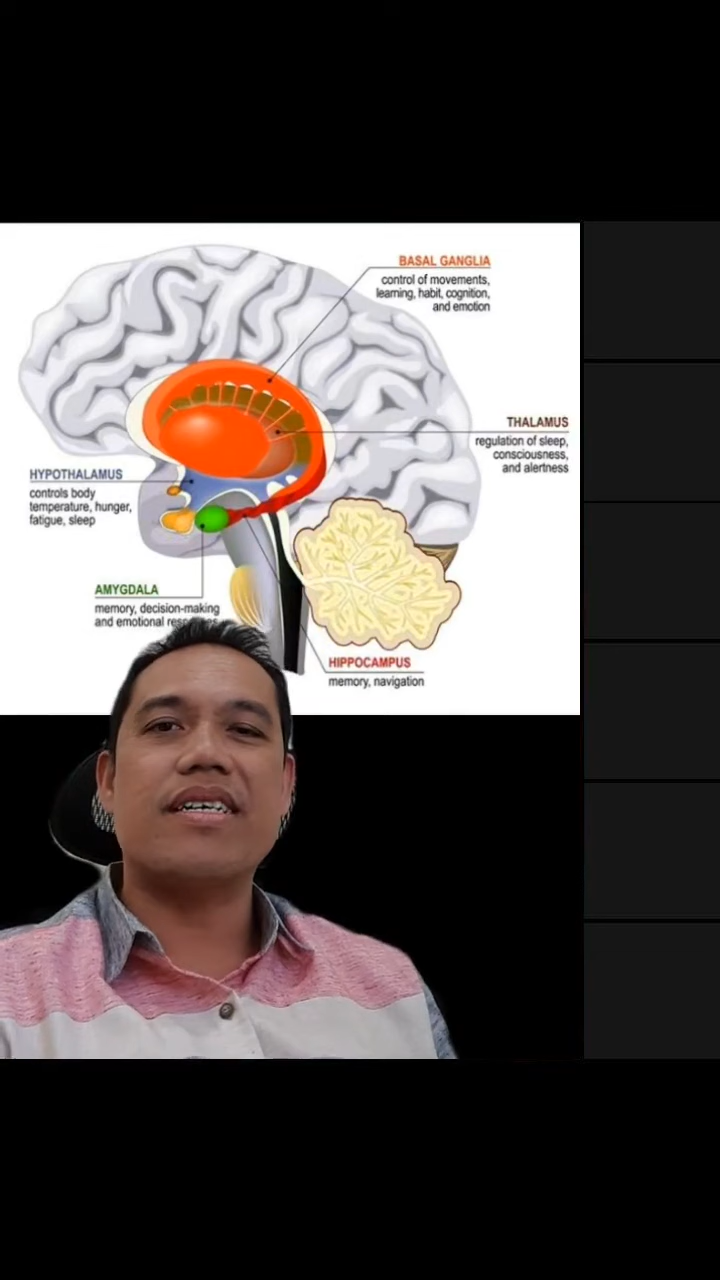 BASAL GANGLIA
control of movements,
learning, habit, cognition,
and emotion
THALAMUS
regulation of sleep,
consciousness,
and alertness
HYPOTHALAMUS
controls body
temperature, hunger,
fatigue, sleep
AMYGDALA
memory, decision-making
and emotional
HIPPOCAMPUS
memory, navigation